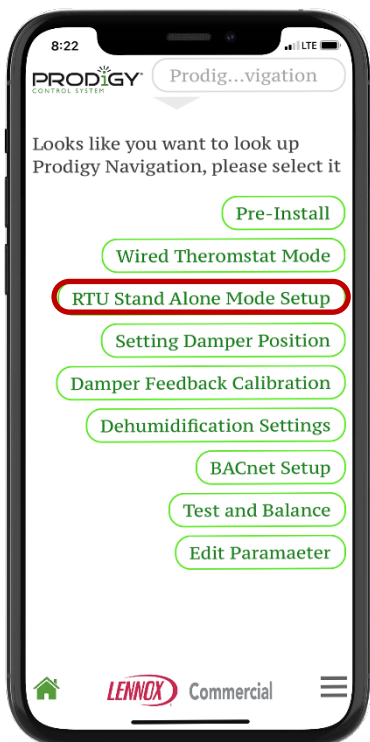 8:22
LTE
PRODIGY
CONTROL SYSTEM
Prodig...vigation
Looks like you want to look up
Prodigy Navigation, please select it
Pre-Install
Wired Theromstat Mode
RTU Stand Alone Mode Setup
Setting Damper Position
Damper Feedback Calibration
Dehumidification Settings
BACnet Setup
Test and Balance
Edit Paramaeter
LENNOX Commercial